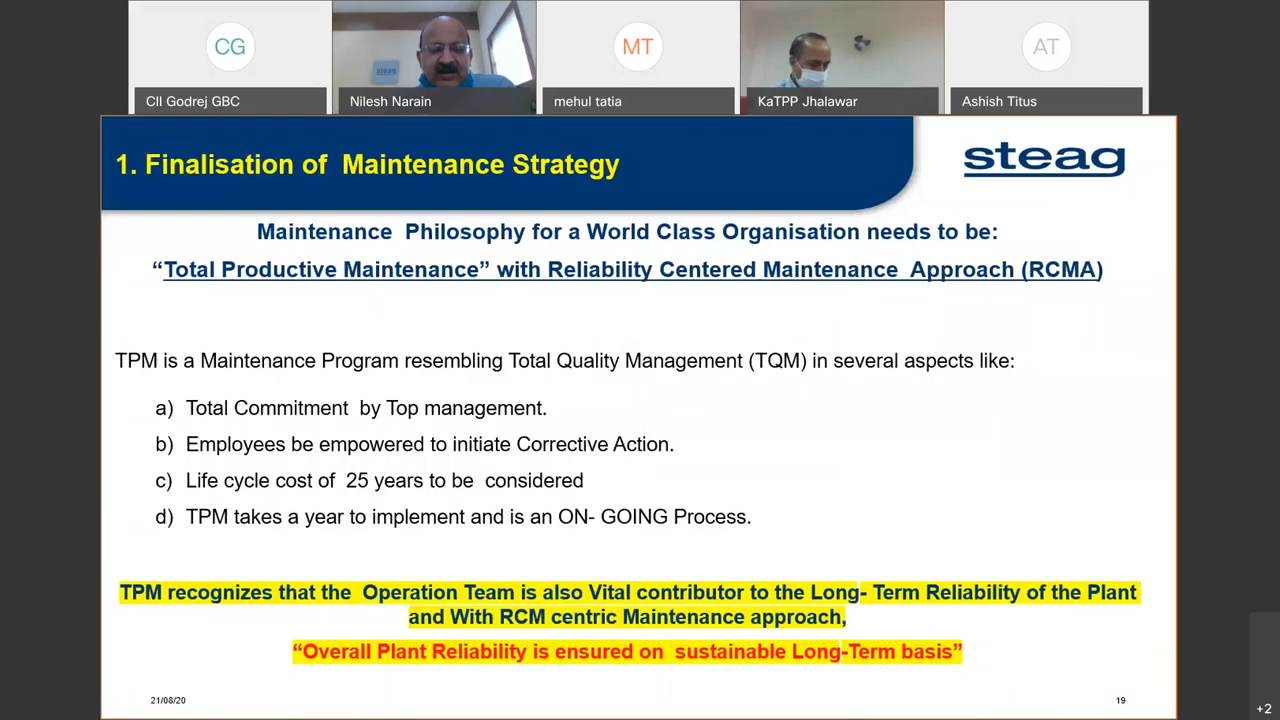 CG
MT
AT
steag
CII Godrej GBC
Nilesh Narain
mehul tatia
KaTPP Jhalawar
Ashish Titus
1. Finalisation of Maintenance Strategy
steag
Maintenance Philosophy for a World Class Organisation needs to be:
“Total Productive Maintenance” with Reliability Centered Maintenance Approach (RCMA)
TPM is a Maintenance Program resembling Total Quality Management (TQM) in several aspects like:
a) Total Commitment by Top management.
b) Employees be empowered to initiate Corrective Action.
c) Life cycle cost of 25 years to be considered
d) TPM takes a year to implement and is an ON- GOING Process.
TPM recognizes that the Operation Team is also Vital contributor to the Long- Term Reliability of the Plant
and With RCM centric Maintenance approach,
“Overall Plant Reliability is ensured on sustainable Long-Term basis”
21/08/20
19
+2